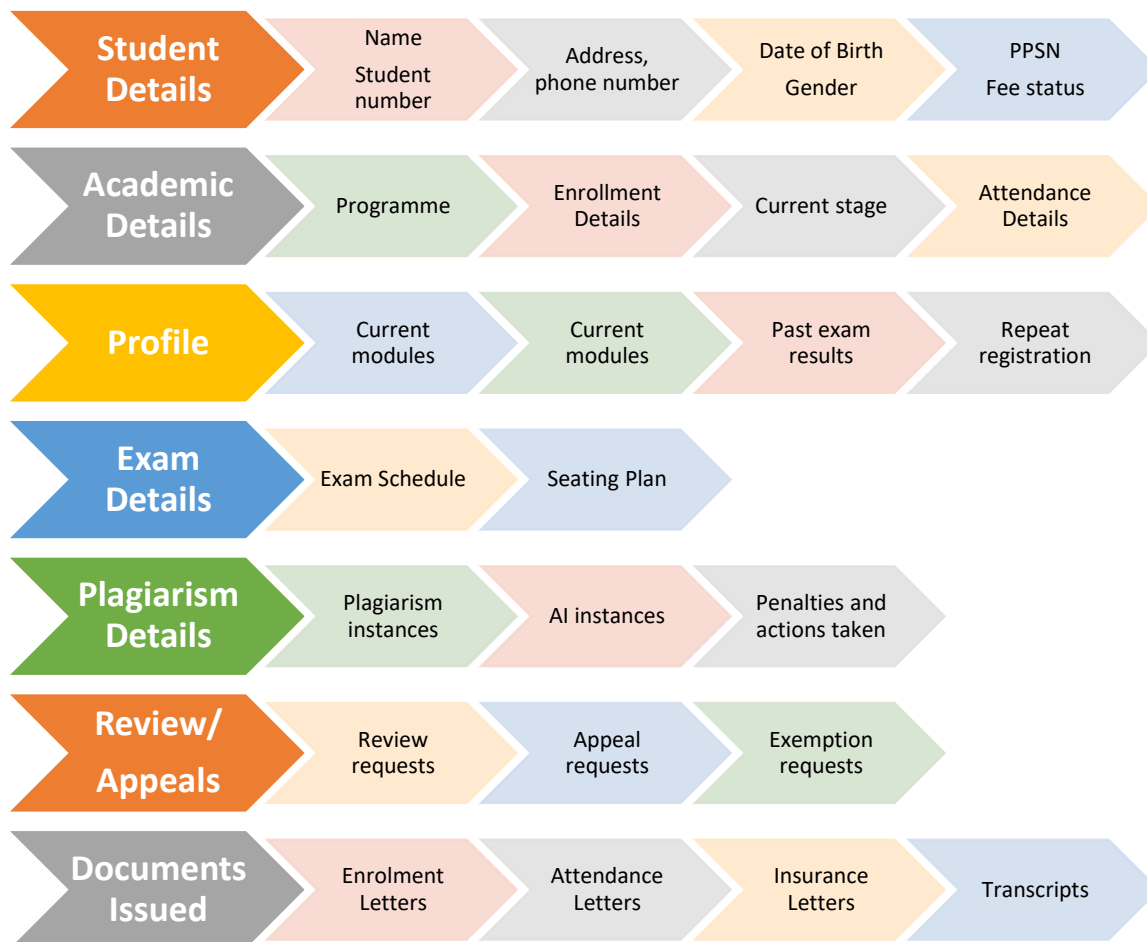 Student
Details
Name
Student
number
Address,
phone number
Date of Birth
Gender
PPSN
Fee status
Academic
Details
Programme
Enrollment
Details
Current stage
Attendance
Details
Profile
Current
modules
Current
modules
Past exam
results
Repeat
registration
Exam
Details
Exam Schedule
Seating Plan
Plagiarism
Details
Plagiarism
instances
AI instances
Penalties and
actions taken
Review/
Appeals
Review
requests
Appeal
requests
Exemption
requests
Documents
Issued
Enrolment
Letters
Attendance
Letters
Insurance
Letters
Transcripts